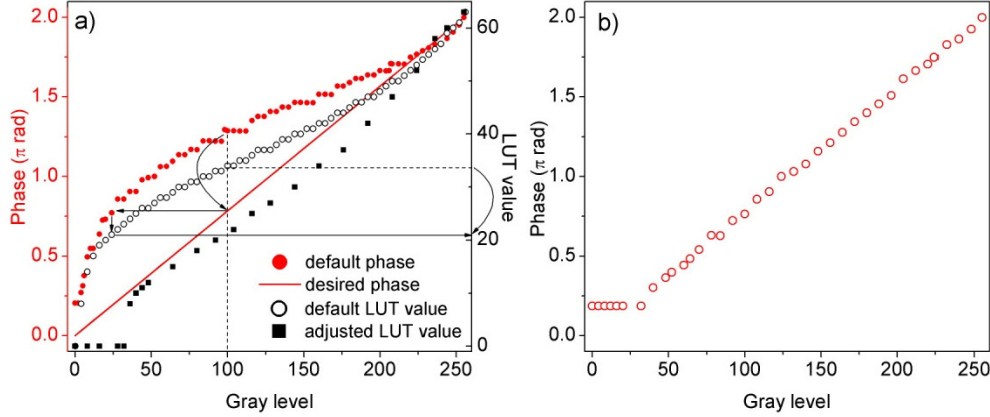 a)
Phase (π rad)
2.0
1.5
1.0
0.5
0.0
60
40
20
0
LUT value
default phase
desired phase
default LUT value
adjusted LUT value
0 50 100 150 200 250
Gray level
b)
Phase (π rad)
2.0
1.5
1.0
0.5
0.0
0 50 100 150 200 250
Gray level